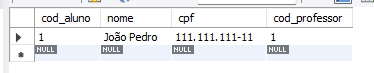 cod_aluno nome cpf cod_professor
1 João Pedro 111.111.111-11 1
NULL NULL NULL NULL